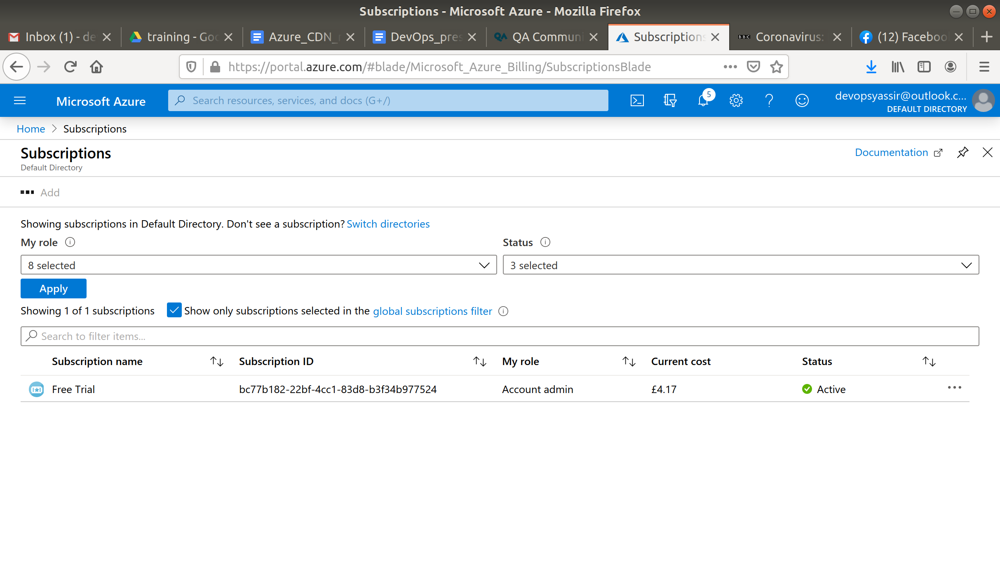 Subscriptions - Microsoft Azure - Mozilla Firefox
Inbox (1) - de
training - Goo
Azure_CDN_
DevOps_pres
QA Communi
Subscriptions
BBC Coronavirus:
(12) Facebook
https://portal.azure.com/#blade/Microsoft_Azure_Billing/SubscriptionsBlade
Microsoft Azure
Search resources, services, and docs (G+/)
5
devopsyassir@outlook.c...
DEFAULT DIRECTORY
Home > Subscriptions
Subscriptions
Default Directory
Documentation
Add
Showing subscriptions in Default Directory. Don't see a subscription? Switch directories
My role
Status
8 selected
3 selected
Apply
Showing 1 of 1 subscriptions
Show only subscriptions selected in the global subscriptions filter
Search to filter items...
Subscription name Subscription ID My role Current cost Status
Free Trial bc77b182-22bf-4cc1-83d8-b3f34b977524 Account admin £4.17 Active